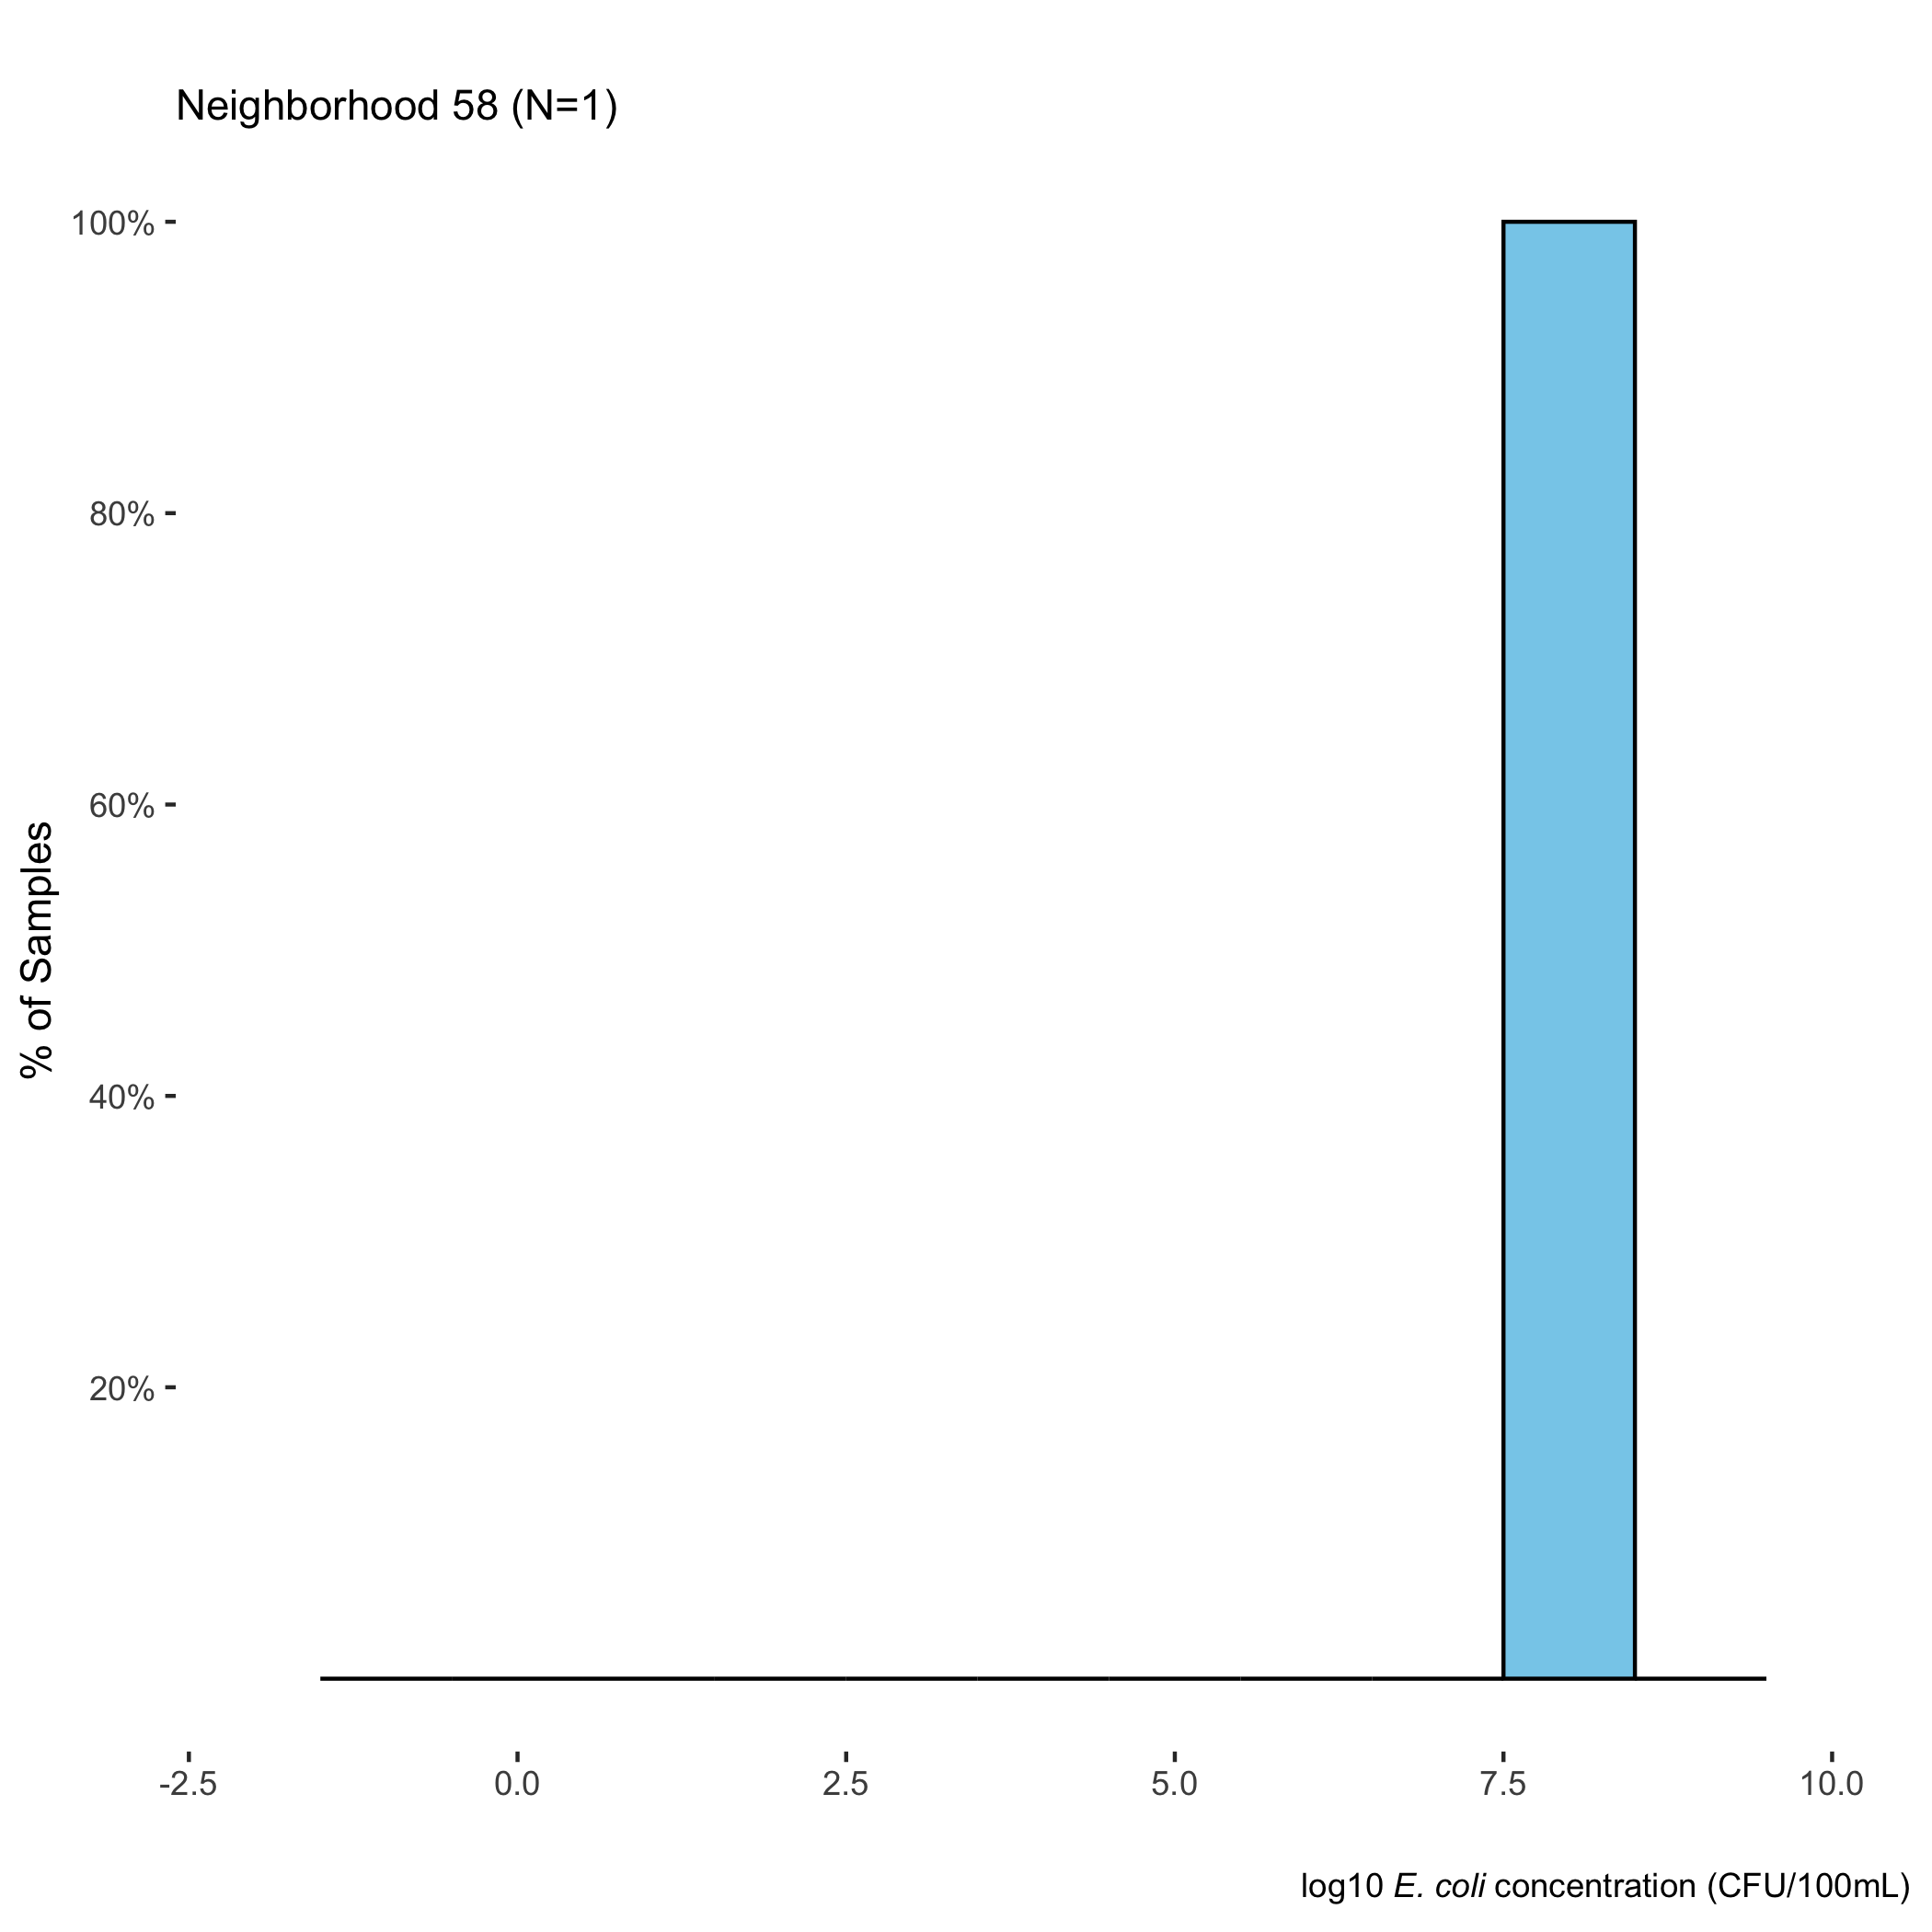 Neighborhood 58 (N=1)
100%
80%
60%
40%
20%
% of Samples
-2.5 0.0 2.5 5.0 7.5 10.0
log10 E. coli concentration (CFU/100mL)